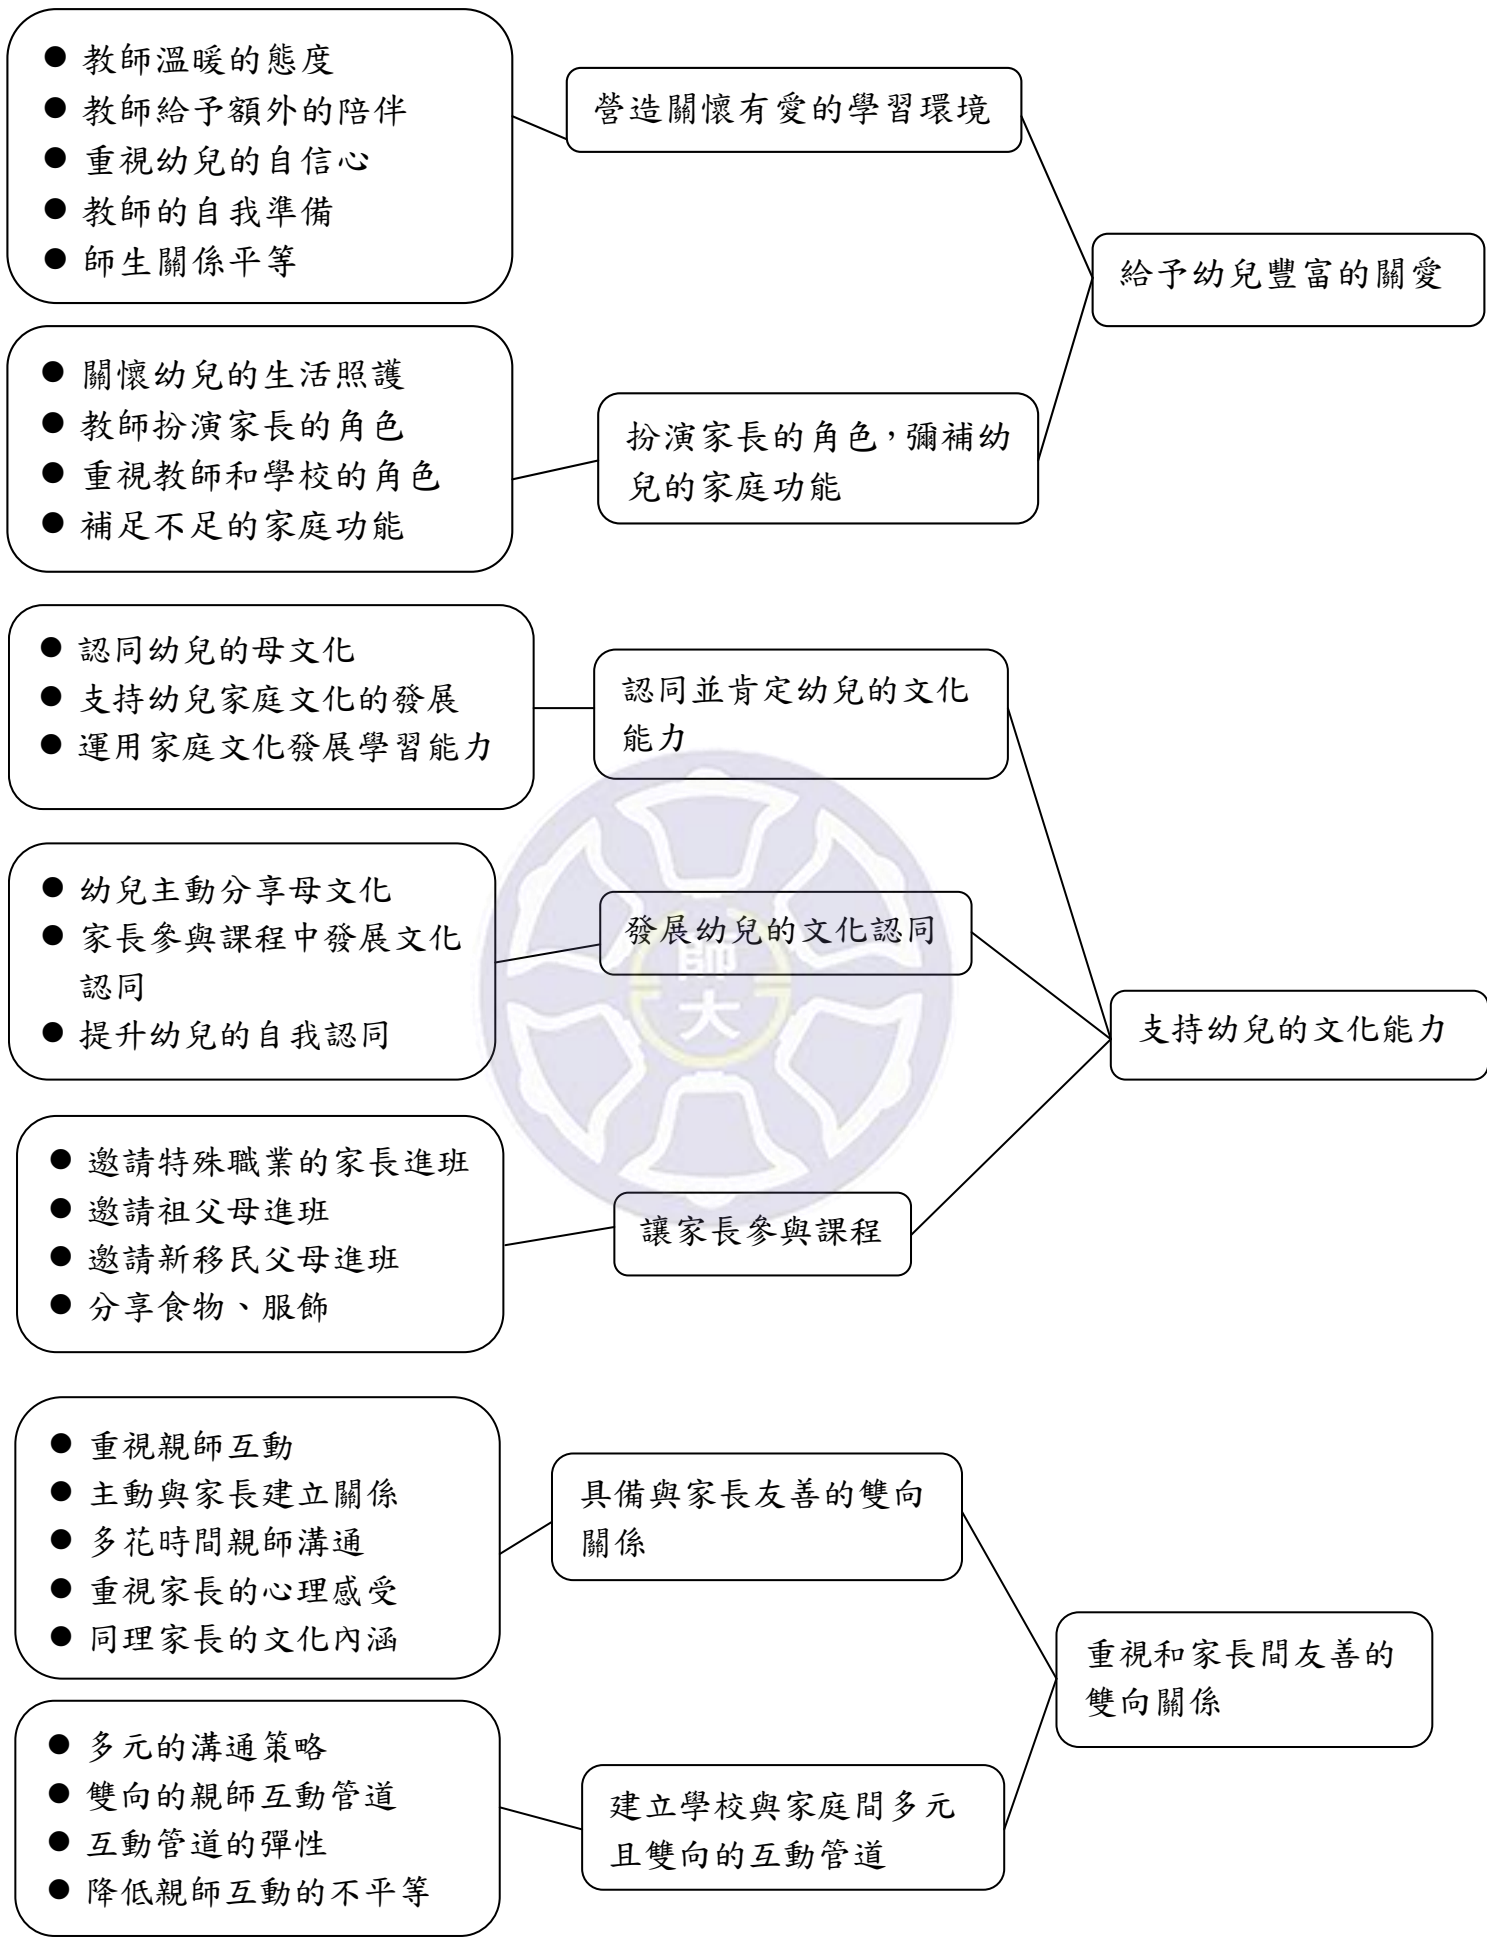 ● 教師溫暖的態度
● 教師給予額外的陪伴
● 重視幼兒的自信心
● 教師的自我準備
● 師生關係平等
營造關懷有愛的學習環境
給予幼兒豐富的關愛
● 關懷幼兒的生活照護
● 教師扮演家長的角色
● 重視教師和學校的角色
● 補足不足的家庭功能
扮演家長的角色，彌補幼
兒的家庭功能
● 認同幼兒的母文化
● 支持幼兒家庭文化的發展
● 運用家庭文化發展學習能力
認同並肯定幼兒的文化
能力
● 幼兒主動分享母文化
● 家長參與課程中發展文化
認同
● 提升幼兒的自我認同
發展幼兒的文化認同
師
大
支持幼兒的文化能力
● 邀請特殊職業的家長進班
● 邀請祖父母進班
● 邀請新移民父母進班
● 分享食物、服飾
讓家長參與課程
● 重視親師互動
● 主動與家長建立關係
● 多花時間親師溝通
● 重視家長的心理感受
● 同理家長的文化內涵
具備與家長友善的雙向
關係
重視和家長間友善的
雙向關係
● 多元的溝通策略
● 雙向的親師互動管道
● 互動管道的彈性
● 降低親師互動的不平等
建立學校與家庭間多元
且雙向的互動管道